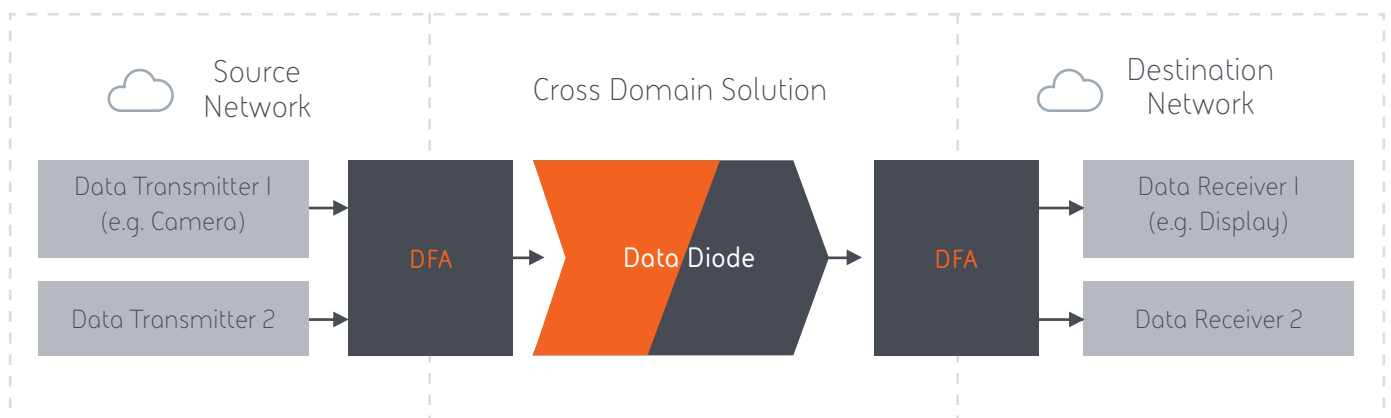 Source
Network
Cross Domain Solution
Destination
Network
Data Transmitter 1
(e.g. Camera)
DFA
Data Diode
DFA
Data Receiver 1
(e.g. Display)
Data Transmitter 2
Data Receiver 2